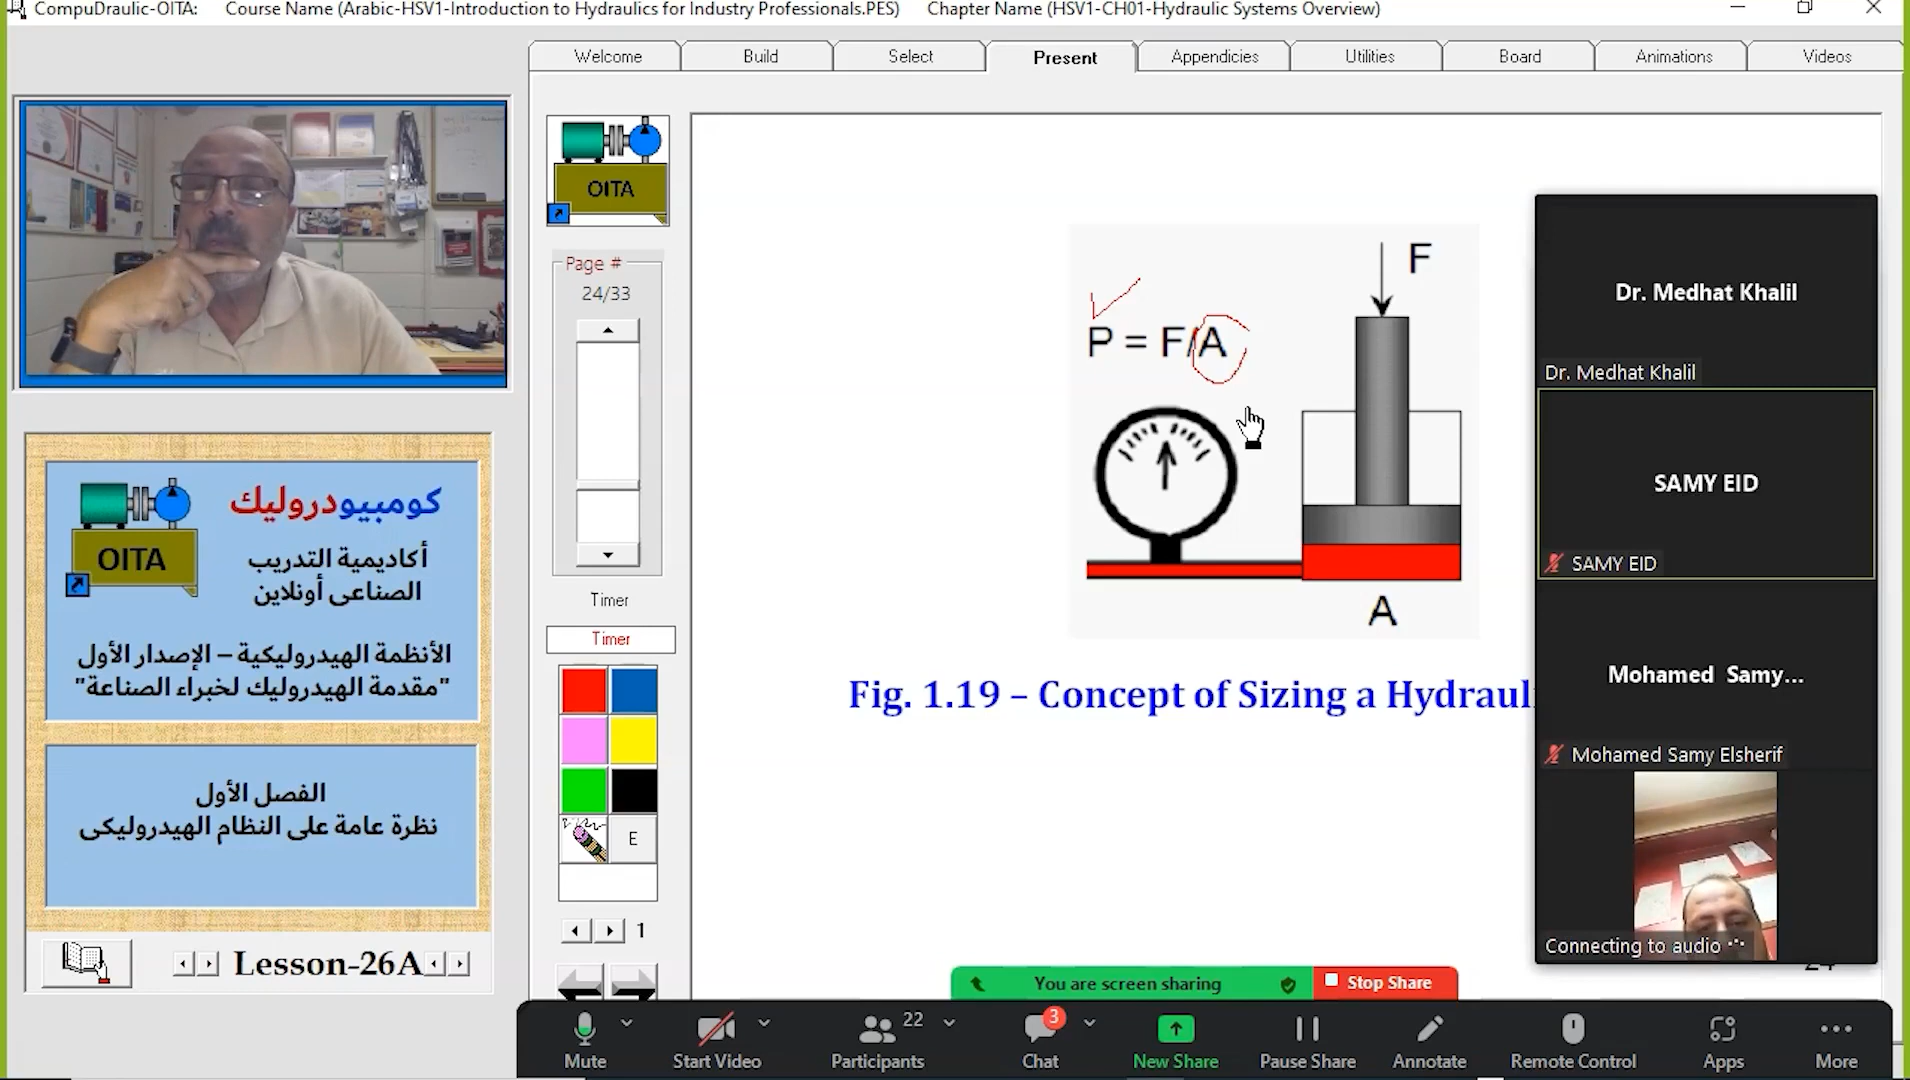 CompuDraulic-OITA: Course Name (Arabic-HSV1-Introduction to Hydraulics for Industry Professionals.PES) Chapter Name (HSV1-CH01-Hydraulic Systems Overview)
Welcome
Build
Select
Present
Appendicies
Utilities
Board
Animations
Videos
OITA
Page #
24/33
Timer
Timer
E
1
كومبيودروليك
OITA
أكاديمية التدريب
الصناعى أونلاين
الأنظمة الهيدروليكية – الإصدار الأول
"مقدمة الهيدروليك لخبراء الصناعة"
الفصل الأول
نظرة عامة على النظام الهيدروليكى
Lesson-26A
F
P = F/A
A
Fig. 1.19 – Concept of Sizing a
Dr. Medhat Khalil
Dr. Medhat Khalil
SAMY EID
SAMY EID
Mohamed Samy...
Mohamed Samy Elsherif
Connecting to audio
You are screen sharing
Stop Share
Mute
Start Video
22
Participants
3
Chat
New Share
Pause Share
Annotate
Remote Control
Apps
More